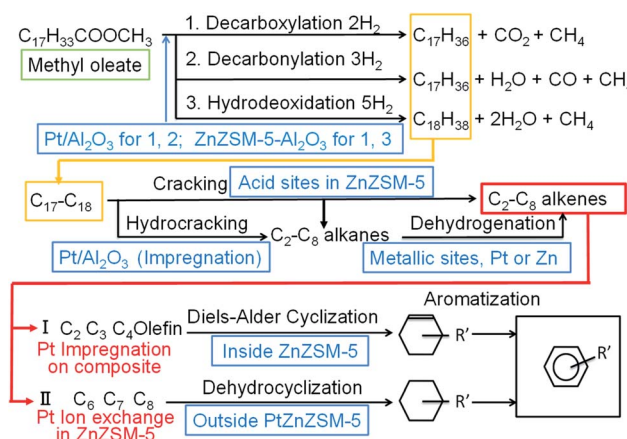 C₁₇H₃₃COOCH₃
Methyl oleate
1. Decarboxylation 2H₂
C₁₇H₃₆ + CO₂ + CH₄
2. Decarbonylation 3H₂
C₁₇H₃₆ + H₂O + CO + CH
3. Hydrodeoxidation 5H₂
C₁₈H₃₈ + 2H₂O + CH₄
Pt/Al₂O₃ for 1, 2; ZnZSM-5-Al₂O₃ for 1, 3
C₁₇-C₁₈
Cracking
Acid sites in ZnZSM-5
C₂-C₈ alkenes
Hydrocracking
C₂-C₈ alkanes
Dehydrogenation
Pt/Al₂O₃ (Impregnation)
Metallic sites, Pt or Zn
Aromatization
I C₂ C₃ C₄Olefin
Diels-Alder Cyclization
R'
Pt Impregnation
on composite
Inside ZnZSM-5
R'
II C₆ C₇ C₈
Dehydrocyclization
R'
Pt Ion exchange
in ZnZSM-5
Outside PtZnZSM-5